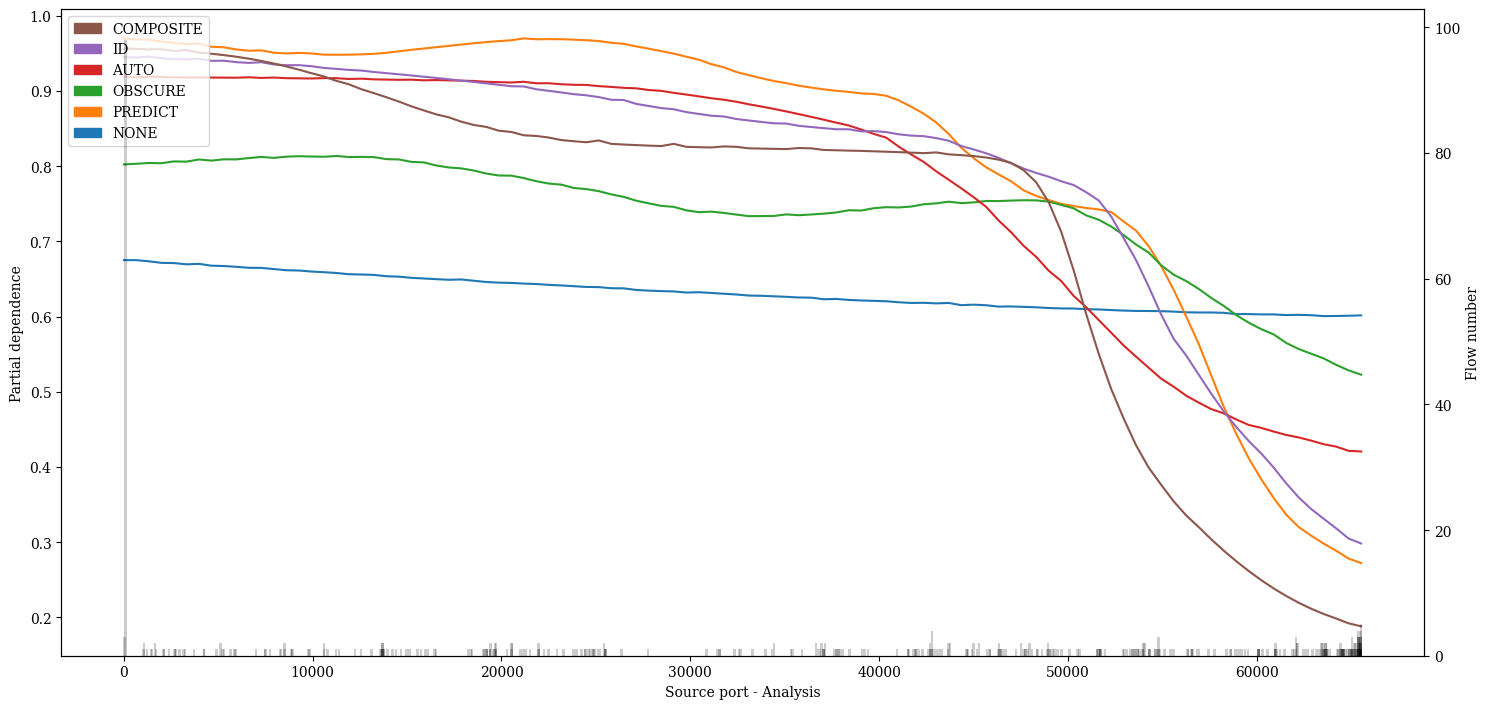 COMPOSITE
ID
AUTO
OBSCURE
PREDICT
NONE
1.0
0.9
0.8
0.7
0.6
0.5
0.4
0.3
0.2
Partial dependence
100
80
60
40
20
0
Flow number
0 10000 20000 30000 40000 50000 60000
Source port - Analysis